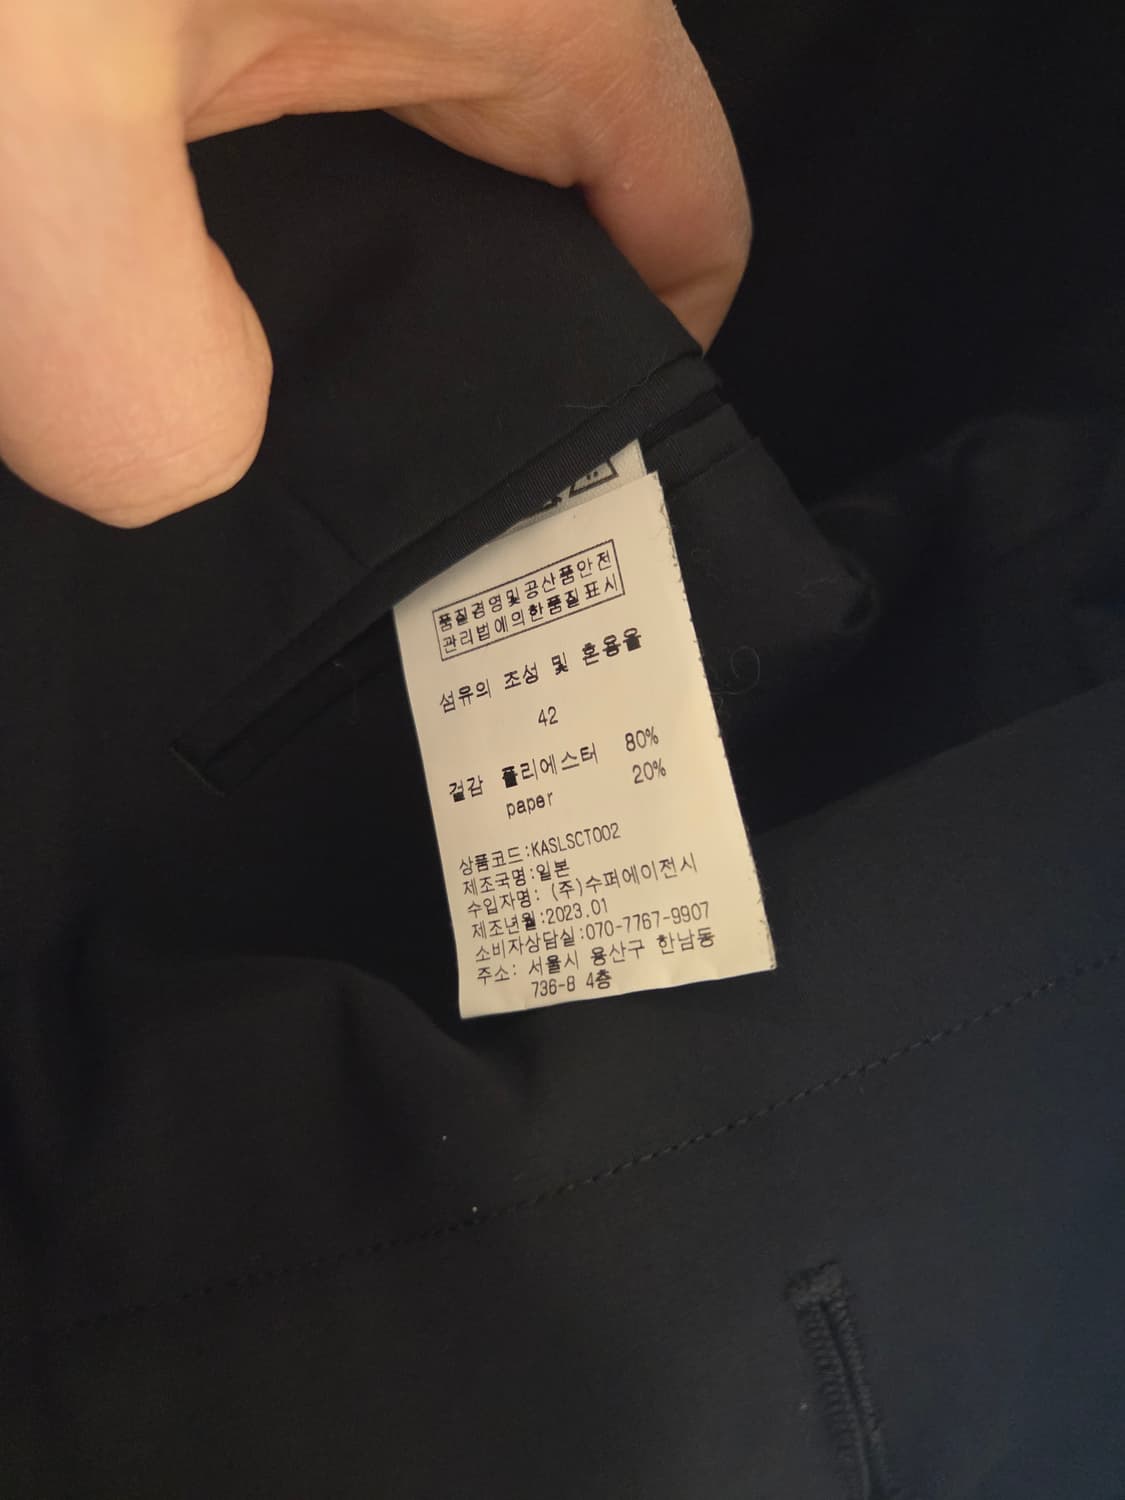 품질경영및공산품안전
관리법에의한품질표시
섬유의 조성 및 혼용율
42
겉감 폴리에스터 80%
paper 20%
상품코드:KASLSCT002
제조국명:일본
수입자명: (주)수퍼에이전시
제조년월:2023.01
소비자상담실:070-7767-9907
주소: 서울시 용산구 한남동
736-8 4층